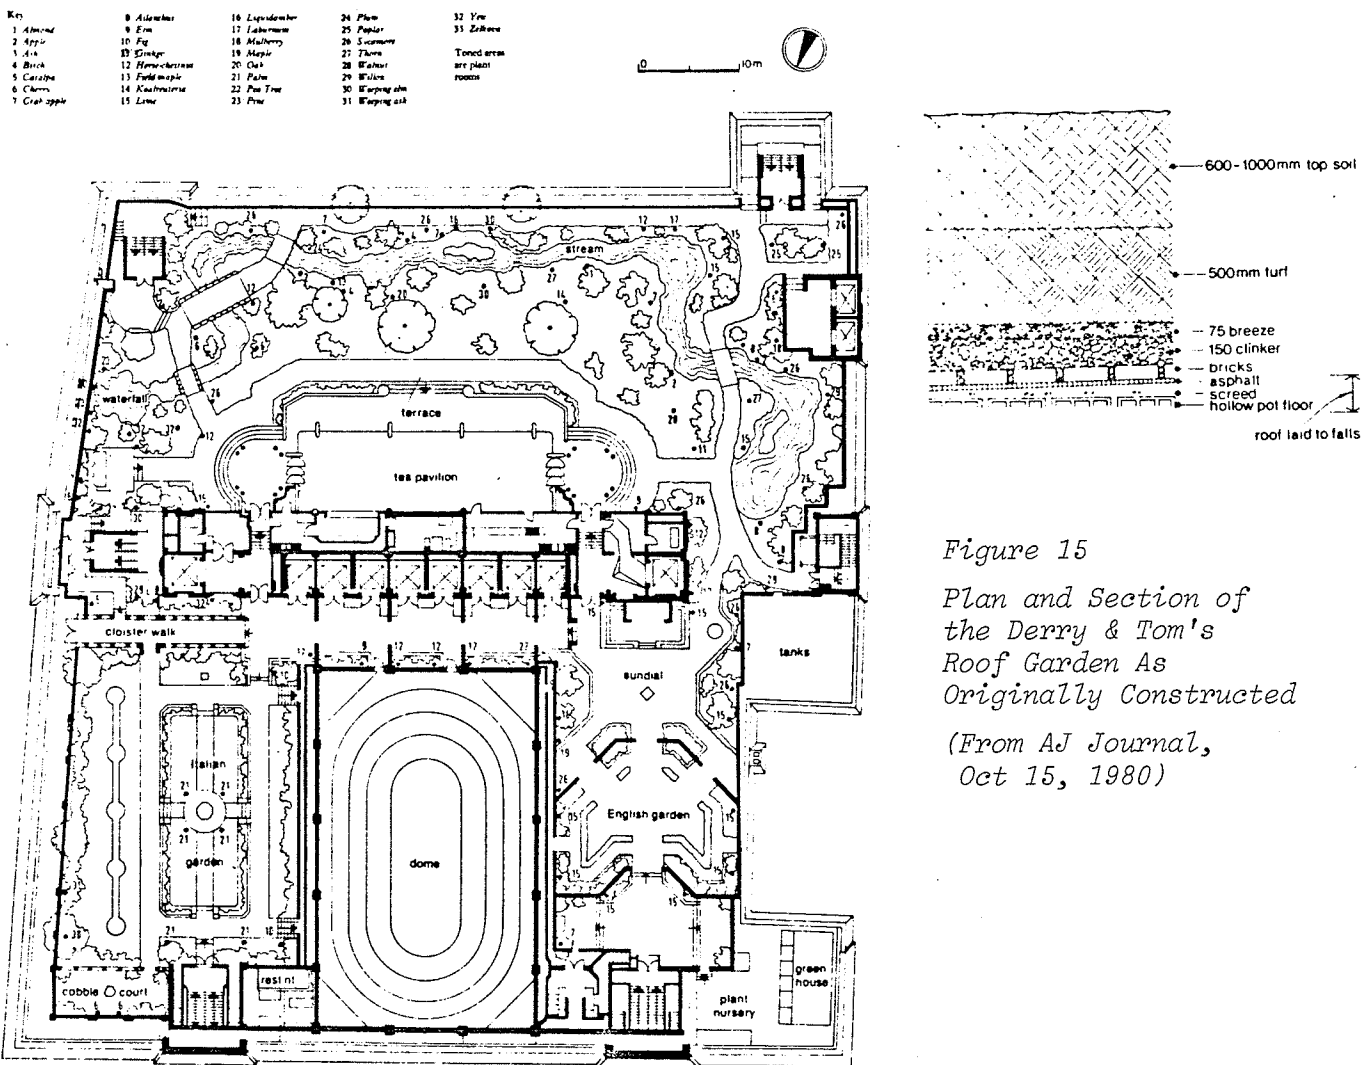 Key
1 Almond
2 Apple
3 Ash
4 Birch
5 Catalpa
6 Cherry
7 Crab apple
8 Ailanthus
9 Elm
10 Fig
11 Ginkgo
12 Horse-chestnut
13 Field maple
14 Koelreuteria
15 Lime
16 Liquidamber
17 Laburnum
18 Mulberry
19 Maple
20 Oak
21 Palm
22 Pea Tree
23 Pine
24 Plum
25 Poplar
26 Sycamore
27 Thorn
28 Walnut
29 Willow
30 Weeping elm
31 Weeping ash
32 Yew
33 Zelkova
Toned areas
are plant
rooms
0 10m
600-1000mm top soil
500mm turf
75 breeze
150 clinker
bricks
asphalt
screed
hollow pot floor
roof laid to falls
stream
waterfall
terrace
tea pavilion
cloister walk
sundial
tanks
Italian
garden
English garden
dome
cobble court
rest nt
plant
nursery
green
house
Figure 15
Plan and Section of
the Derry & Tom's
Roof Garden As
Originally Constructed
(From AJ Journal,
Oct 15, 1980)